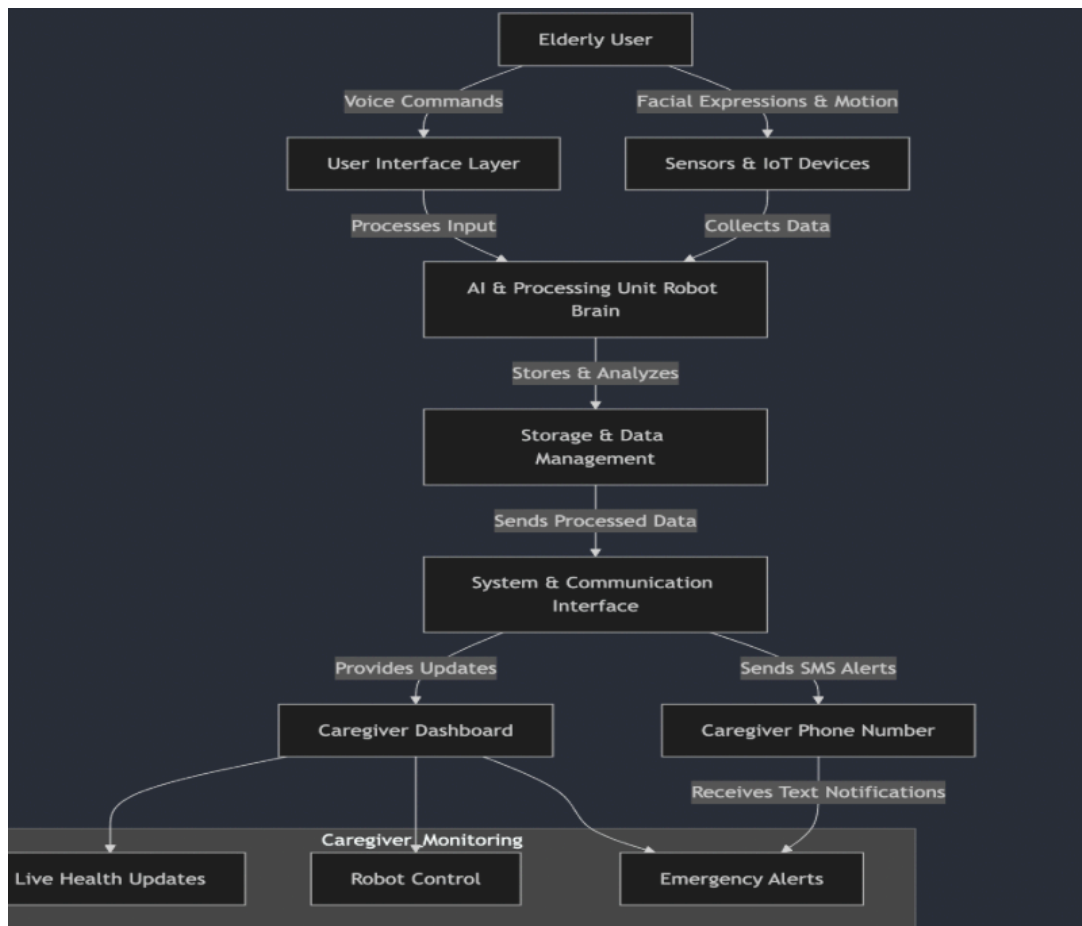 Elderly User
Voice Commands
Facial Expressions & Motion
User Interface Layer
Sensors & IoT Devices
Processes Input
Collects Data
AI & Processing Unit Robot
Brain
Stores & Analyzes
Storage & Data
Management
Sends Processed Data
System & Communication
Interface
Provides Updates
Sends SMS Alerts
Caregiver Dashboard
Caregiver Phone Number
Receives Text Notifications
Caregiver_Monitoring
Live Health Updates
Robot Control
Emergency Alerts